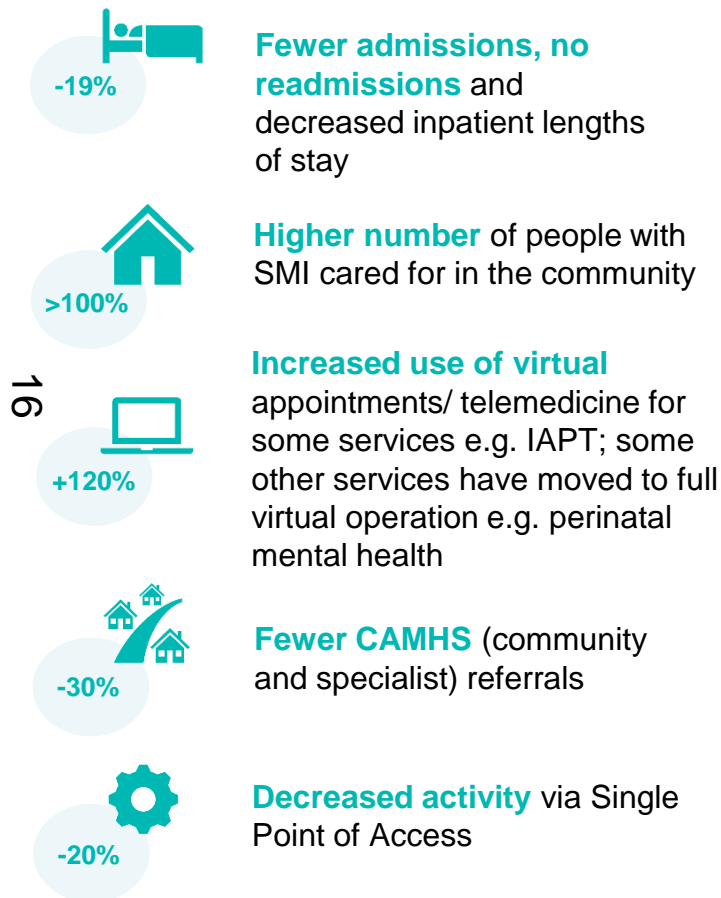 -19%
Fewer admissions, no
readmissions and
decreased inpatient lengths
of stay
>100%
Higher number of people with
SMI cared for in the community
16
+120%
Increased use of virtual
appointments/ telemedicine for
some services e.g. IAPT; some
other services have moved to full
virtual operation e.g. perinatal
mental health
-30%
Fewer CAMHS (community
and specialist) referrals
-20%
Decreased activity via Single
Point of Access